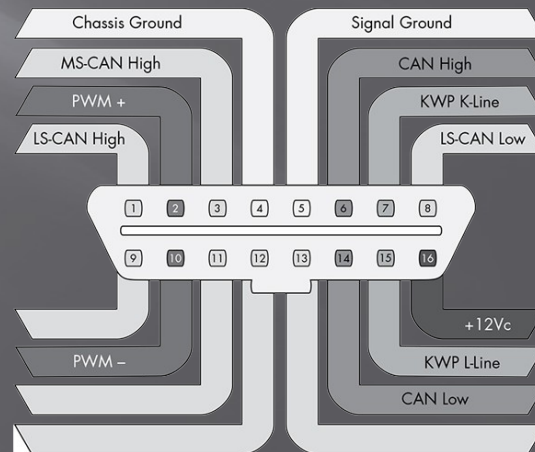 Chassis Ground
Signal Ground
MS-CAN High
CAN High
PWM +
KWP K-Line
LS-CAN High
LS-CAN Low
1 2 3 4 5 6 7 8
9 10 11 12 13 14 15 16
+12Vc
PWM –
KWP L-Line
CAN Low